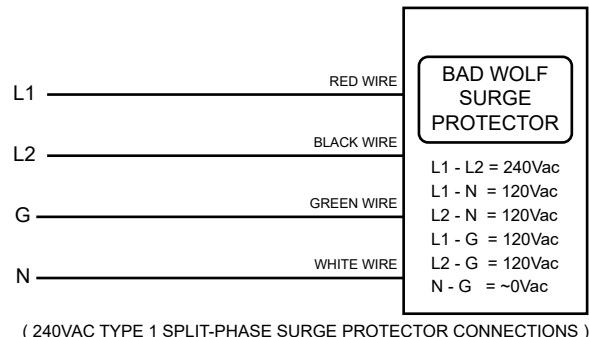 L1
RED WIRE
L2
BLACK WIRE
G
GREEN WIRE
N
WHITE WIRE
BAD WOLF
SURGE
PROTECTOR
L1 - L2 = 240Vac
L1 - N = 120Vac
L2 - N = 120Vac
L1 - G = 120Vac
L2 - G = 120Vac
N - G = ~0Vac
( 240VAC TYPE 1 SPLIT-PHASE SURGE PROTECTOR CONNECTIONS )